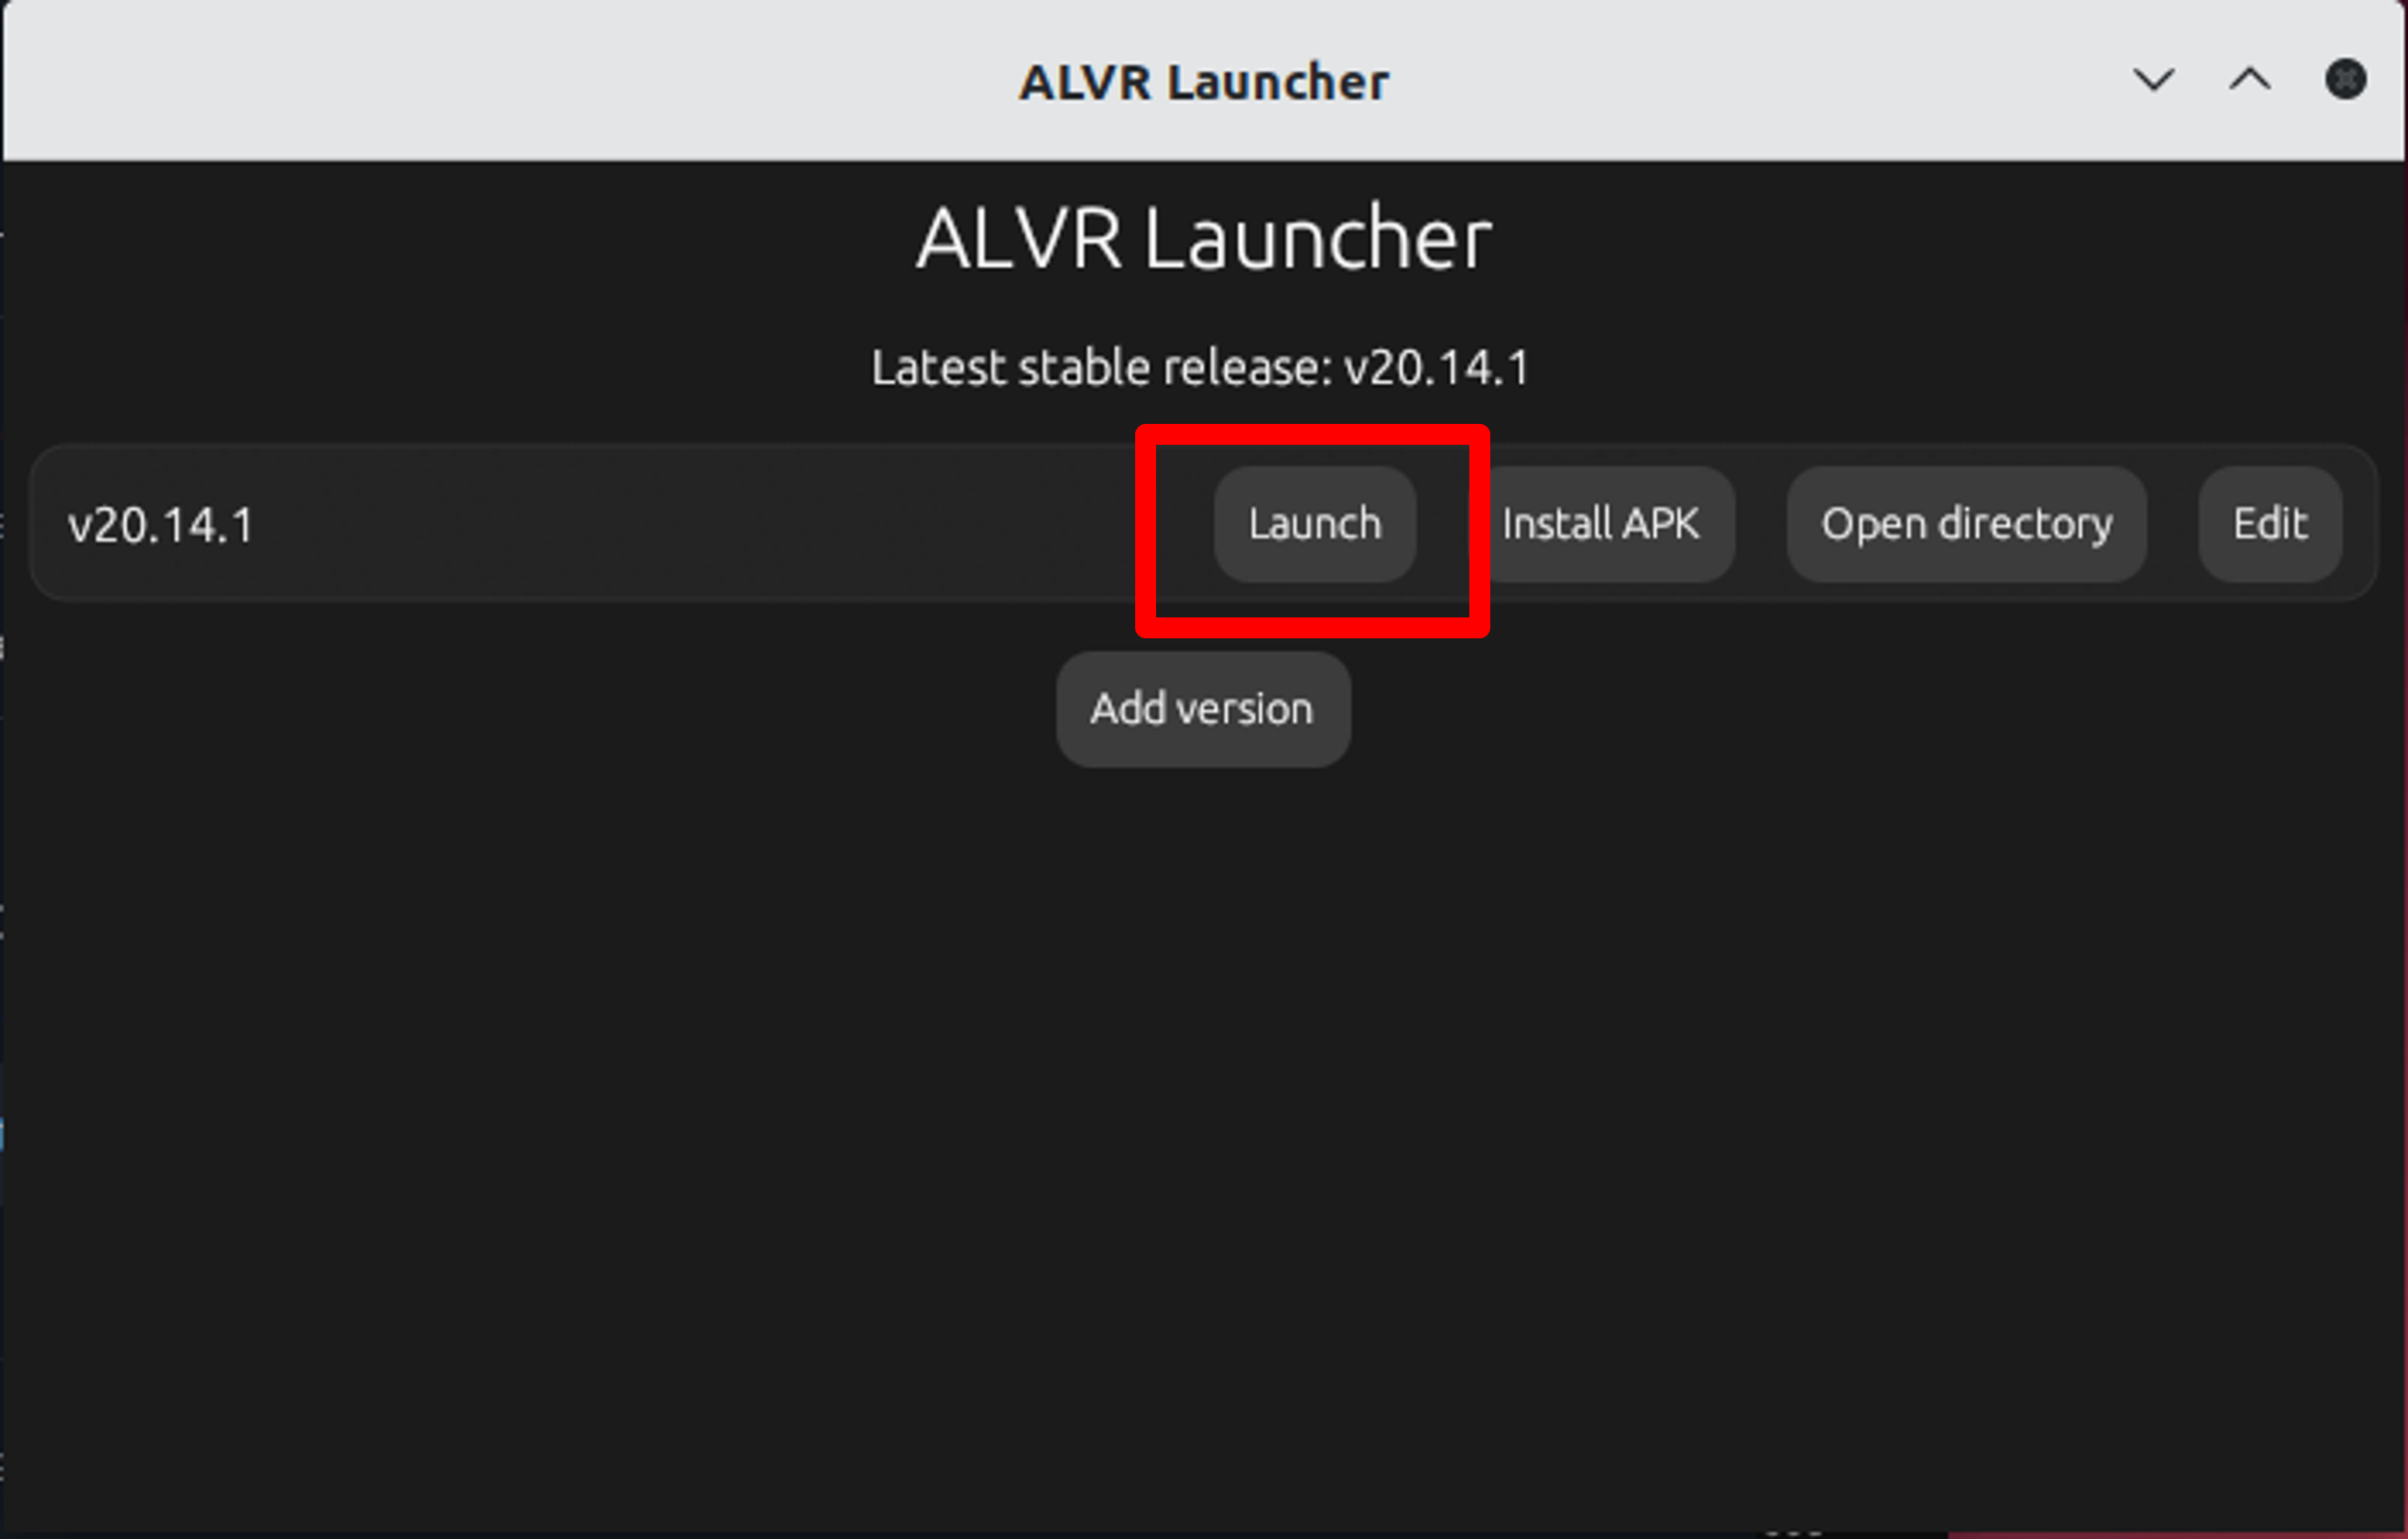 ALVR Launcher
ALVR Launcher
Latest stable release: v20.14.1
v20.14.1 Launch Install APK Open directory Edit
Add version